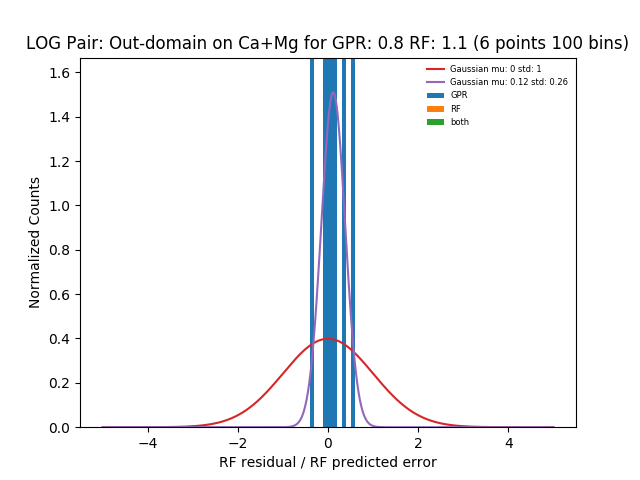 LOG Pair: Out-domain on Ca+Mg for GPR: 0.8 RF: 1.1 (6 points 100 bins)
Gaussian mu: 0 std: 1
Gaussian mu: 0.12 std: 0.26
GPR
RF
both
Normalized Counts
1.6
1.4
1.2
1.0
0.8
0.6
0.4
0.2
0.0
−4 −2 0 2 4
RF residual / RF predicted error